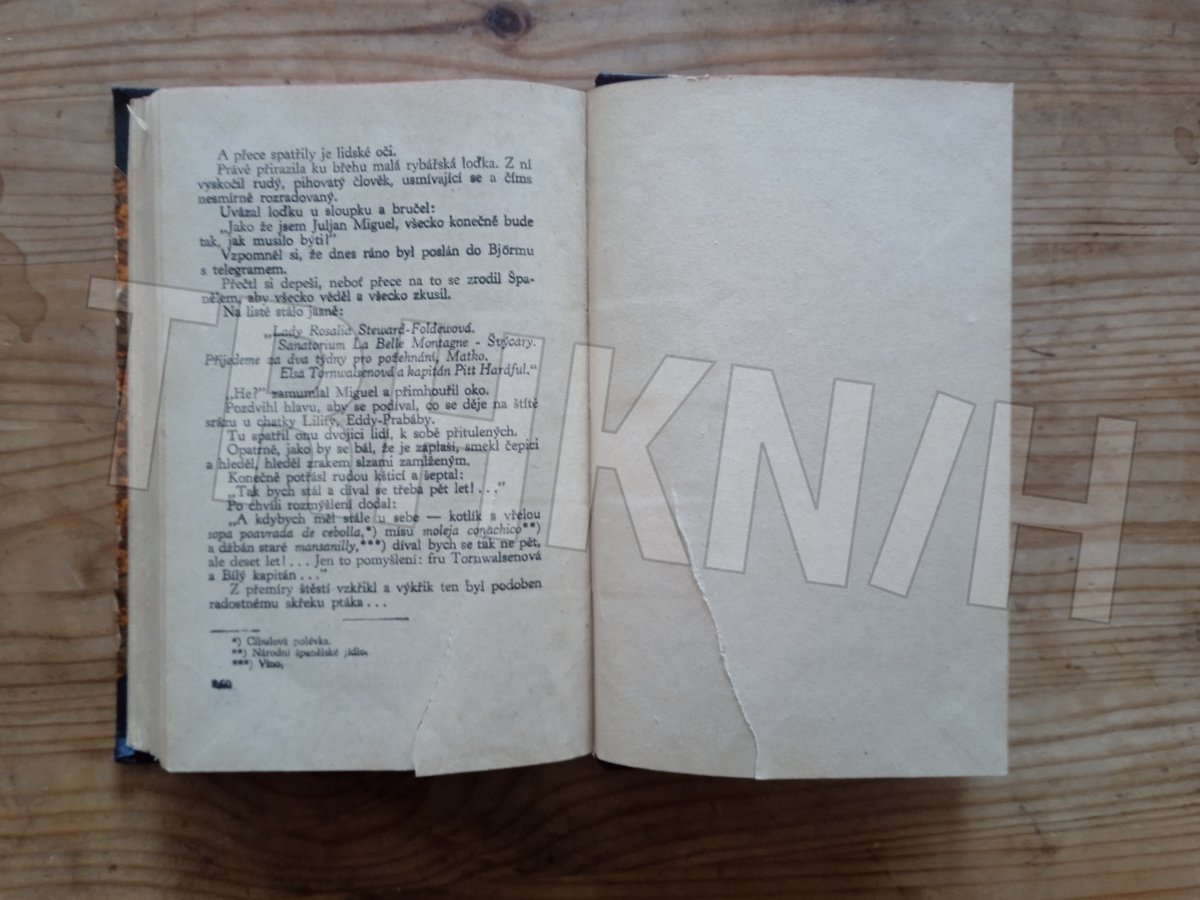 A přece spatřily je lidské oči.
Právě přirazila ku břehu malá rybářská loďka. Z ní
vyskočil rudý, pihovatý člověk, usmívající se a číms
nesmírně rozradovaný.
Uvázal loďku u sloupku a bručel:
„Jako že jsem Juljan Miguel, všecko konečně bude
tak, jak musilo býti!"
Vzpomněl si, že dnes ráno byl poslán do Björmu
s telegramem.
Přečtl si depeši, neboť přece na to se zrodil Špa-
nělem, aby všecko věděl a všecko zkusil.
Na listě stálo jasně:
„Lady Rosalia Steward-Foldewová.
Sanatorium La Belle Montagne - Švýcary.
Přijedeme za dva týdny pro požehnání, Matko.
Elsa Tornwalsenová a kapitán Pitt Hardful."
„He?" zamumlal Miguel a přimhouřil oko.
Pozdvihl hlavu, aby se podíval, co se děje na štítě
srázu u chatky Lilify, Eddy-Prabáby.
Tu spatřil onu dvojici lidí, k sobě přitulených.
Opatrně, jako by se bál, že je zaplaší, smekl čepici
a hleděl, hleděl zrakem slzami zamlženým.
Konečně potřásl rudou kšticí a šeptal:
„Tak bych stál a díval se třeba pět let!..."
Po chvíli rozmýšlení dodal:
„A kdybych měl stále u sebe — kotlík s vřelou
sopa poavrada de cebolla,*) mísu moleja conachico**)
a džbán staré mansanilly,***) díval bych se tak ne pět,
ale deset let!... Jen to pomyšlení: fru Tornwalsenová
a Bílý kapitán..."
Z přemíry štěstí vzkřikl a výkřik ten byl podoben
radostnému skřeku ptáka...
*) Cibulová polévka.
**) Národní španělské jídlo.
***) Víno.
TRHKNIH